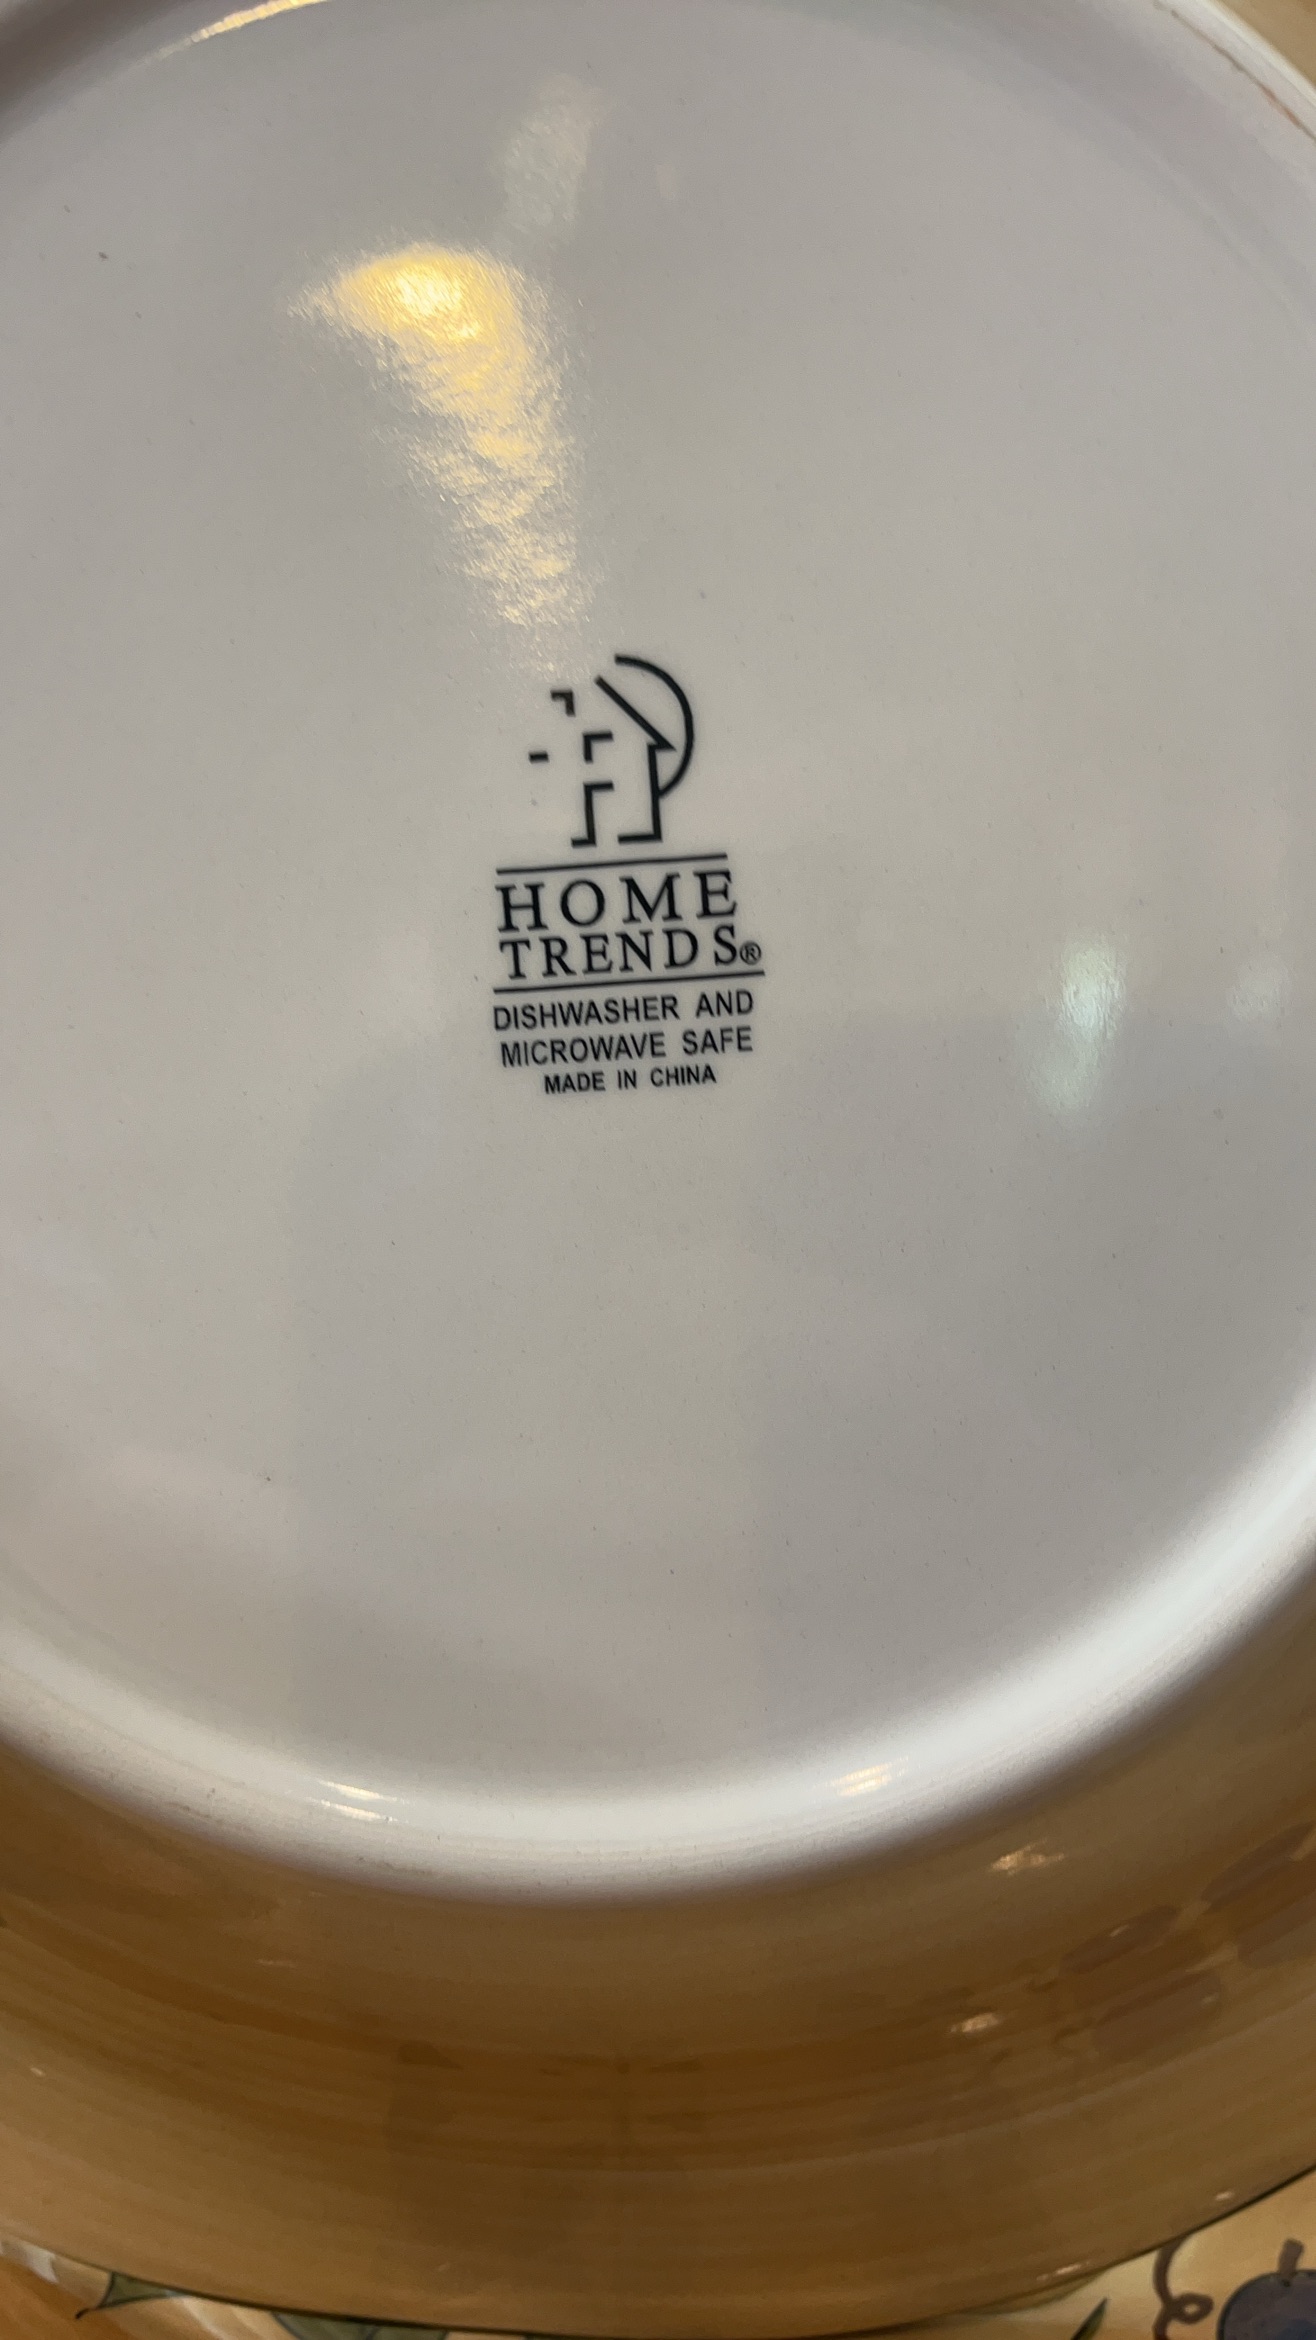 HOME
TRENDS®
DISHWASHER AND
MICROWAVE SAFE
MADE IN CHINA